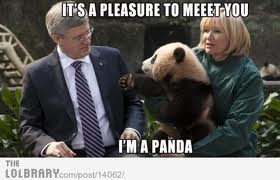 IT'S A PLEASURE TO MEEET YOU
I'M A PANDA
THE
LOLBRARY.com/post/14062/